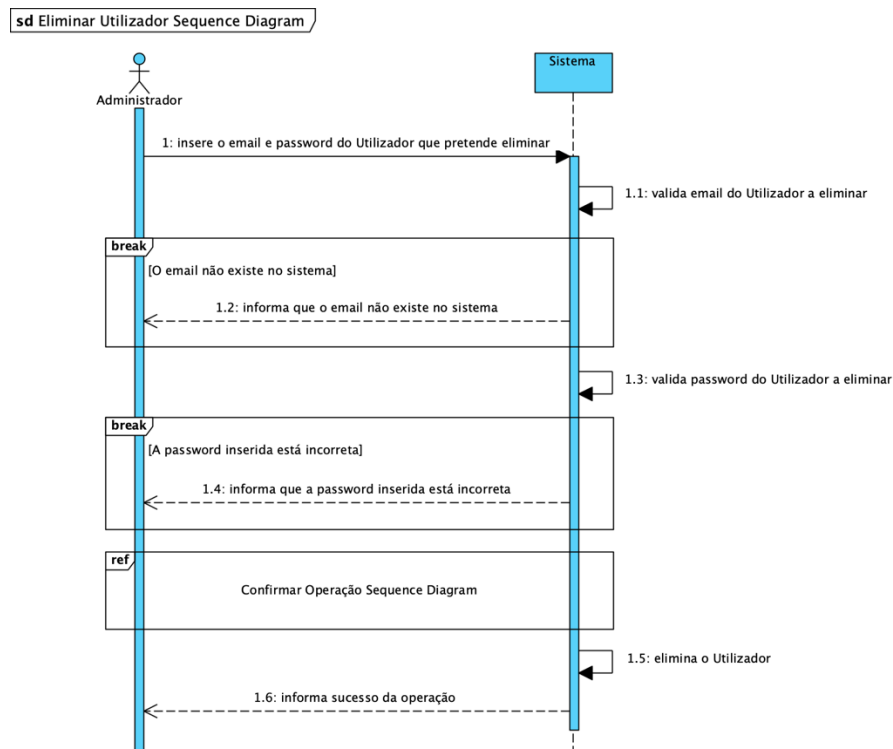 sd Eliminar Utilizador Sequence Diagram
Sistema
Administrador
1: insere o email e password do Utilizador que pretende eliminar
1.1: valida email do Utilizador a eliminar
break
[O email não existe no sistema]
1.2: informa que o email não existe no sistema
1.3: valida password do Utilizador a eliminar
break
[A password inserida está incorreta]
1.4: informa que a password inserida está incorreta
ref
Confirmar Operação Sequence Diagram
1.5: elimina o Utilizador
1.6: informa sucesso da operação